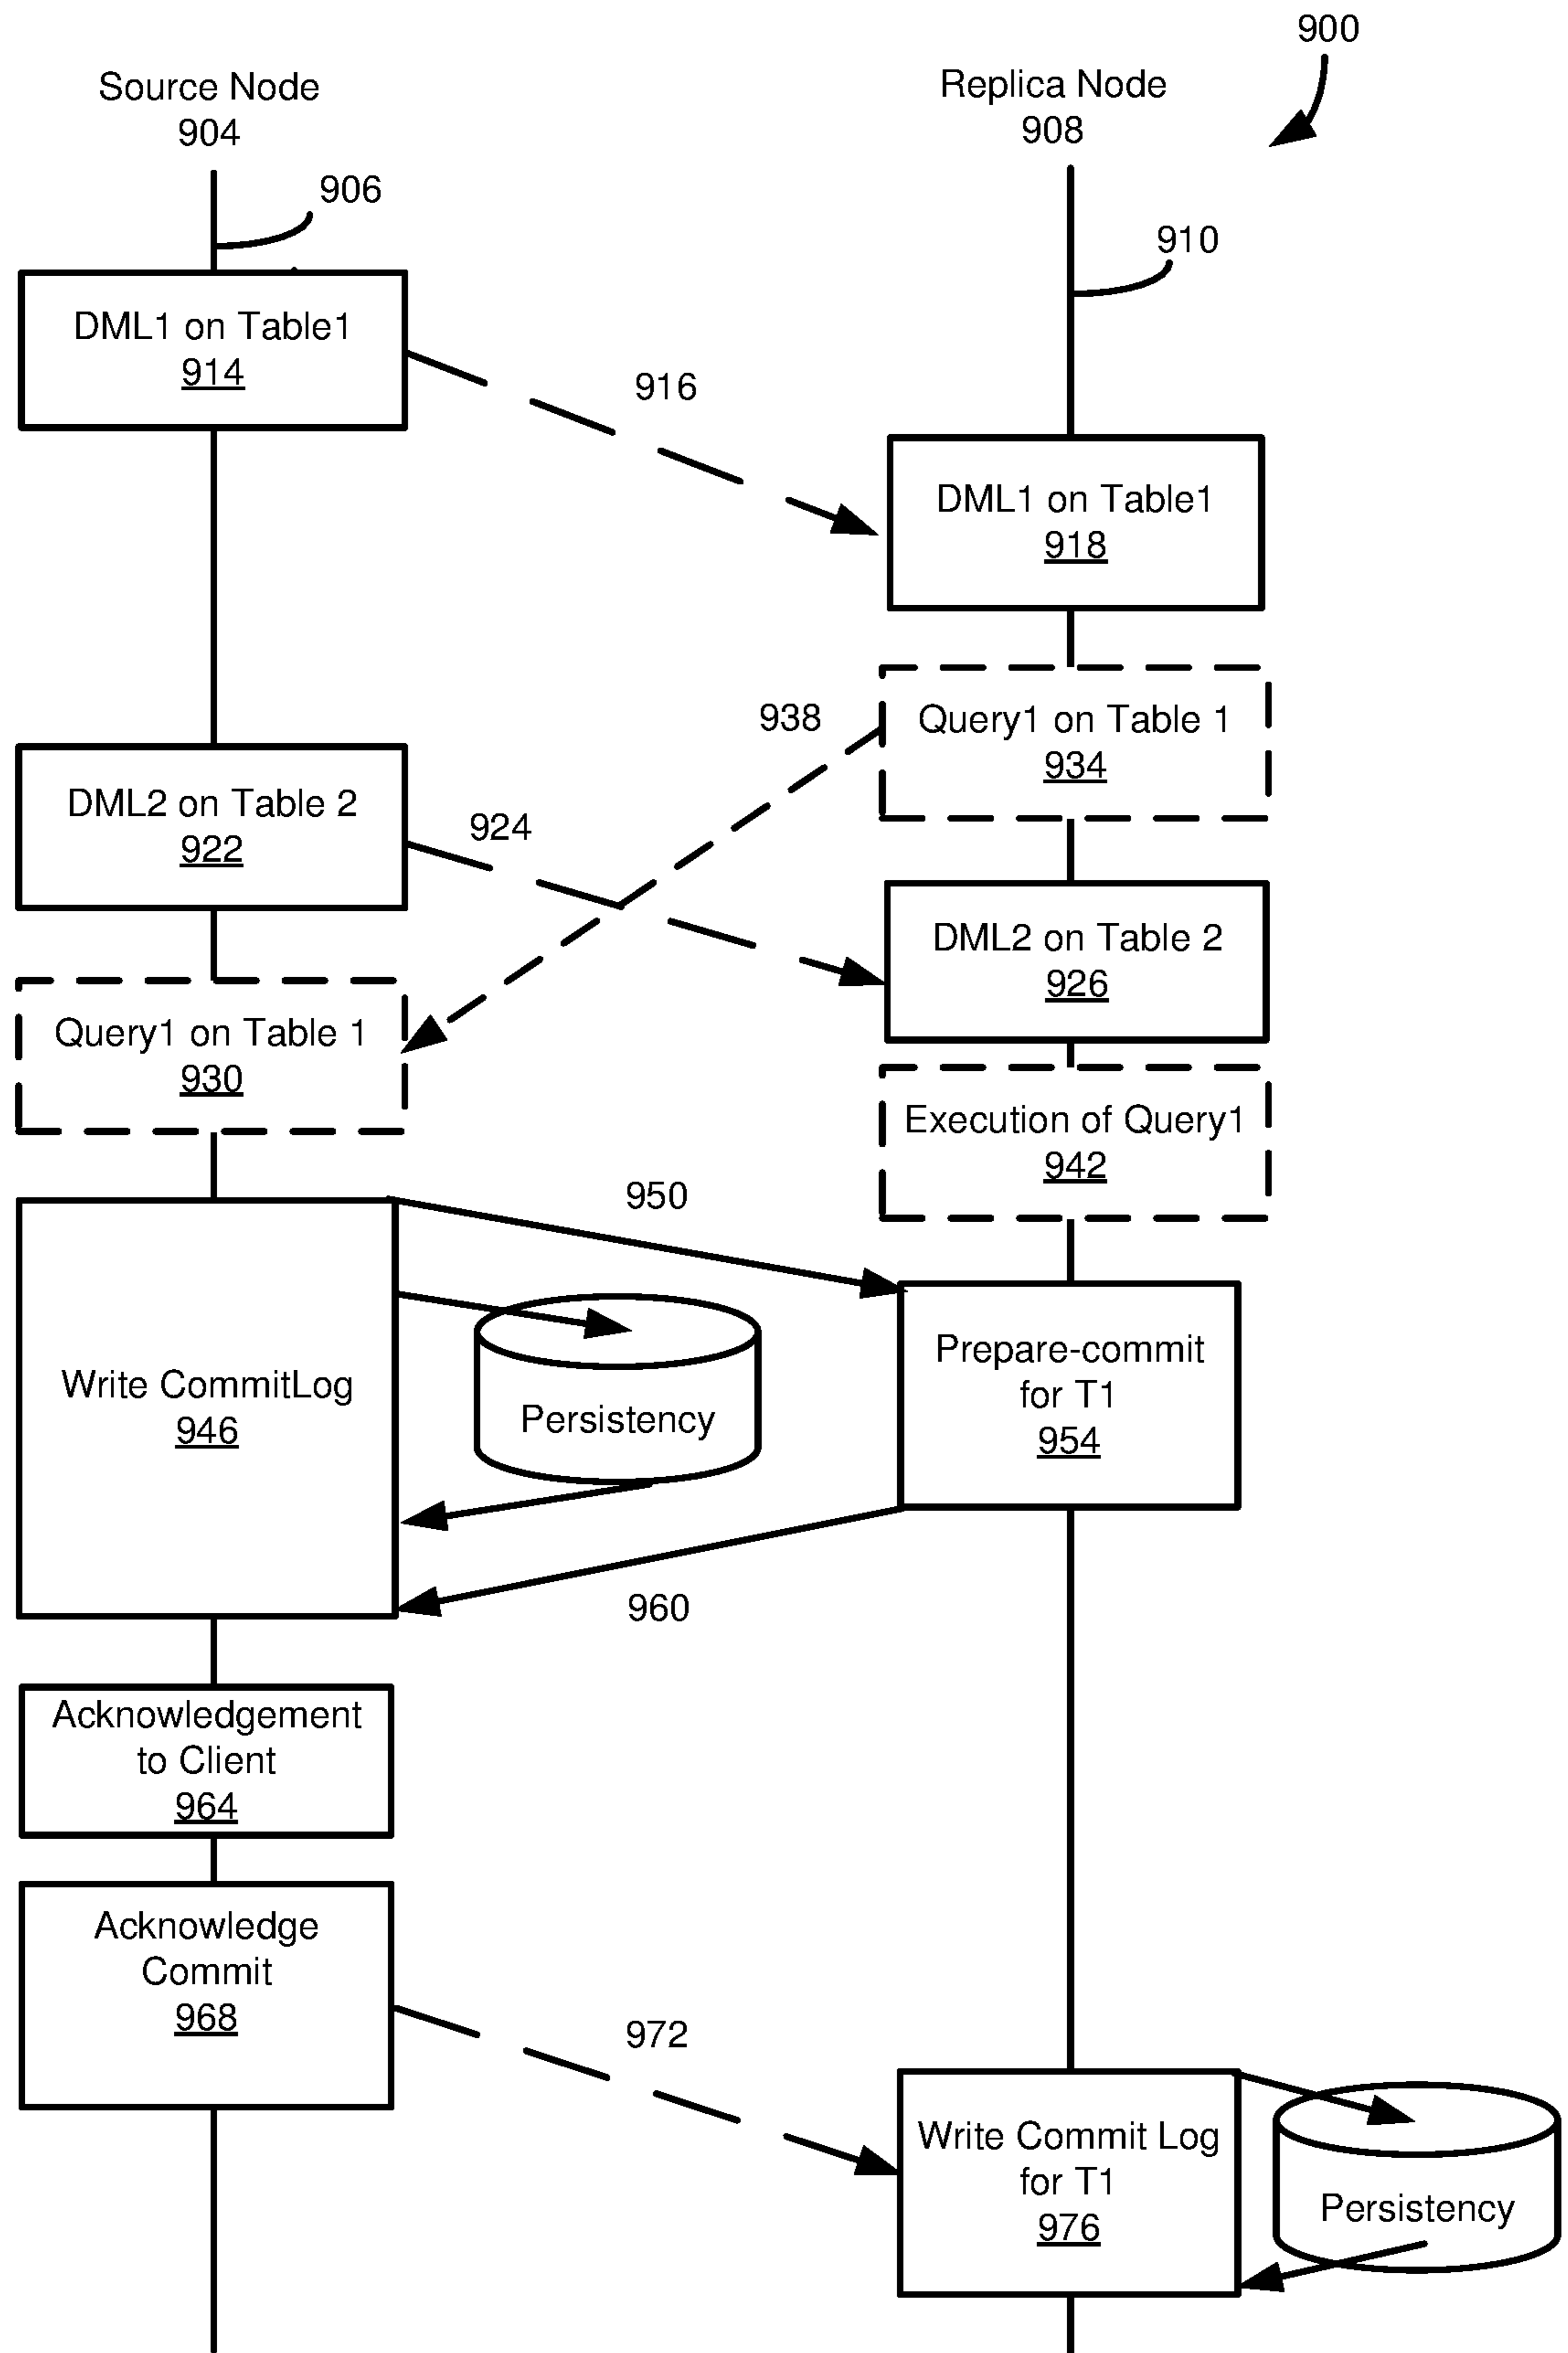 900
Source Node
904
Replica Node
908
906
910
DML1 on Table1
914
916
DML1 on Table1
918
938
Query1 on Table 1
934
DML2 on Table 2
922
924
DML2 on Table 2
926
Query1 on Table 1
930
Execution of Query1
942
950
Write CommitLog
946
Persistency
Prepare-commit
for T1
954
960
Acknowledgement
to Client
964
Acknowledge
Commit
968
972
Write Commit Log
for T1
976
Persistency